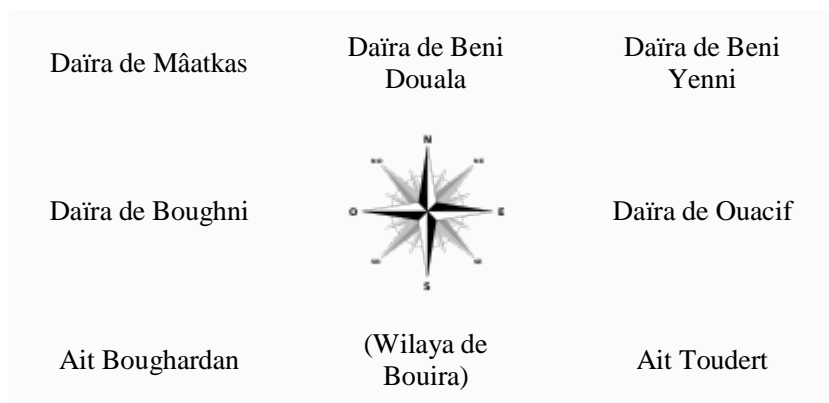 Daïra de Mâatkas
Daïra de Beni
Douala
Daïra de Beni
Yenni
N
Daïra de Boughni
O
E
Daïra de Ouacif
S
Ait Boughardan
(Wilaya de
Bouira)
Ait Toudert